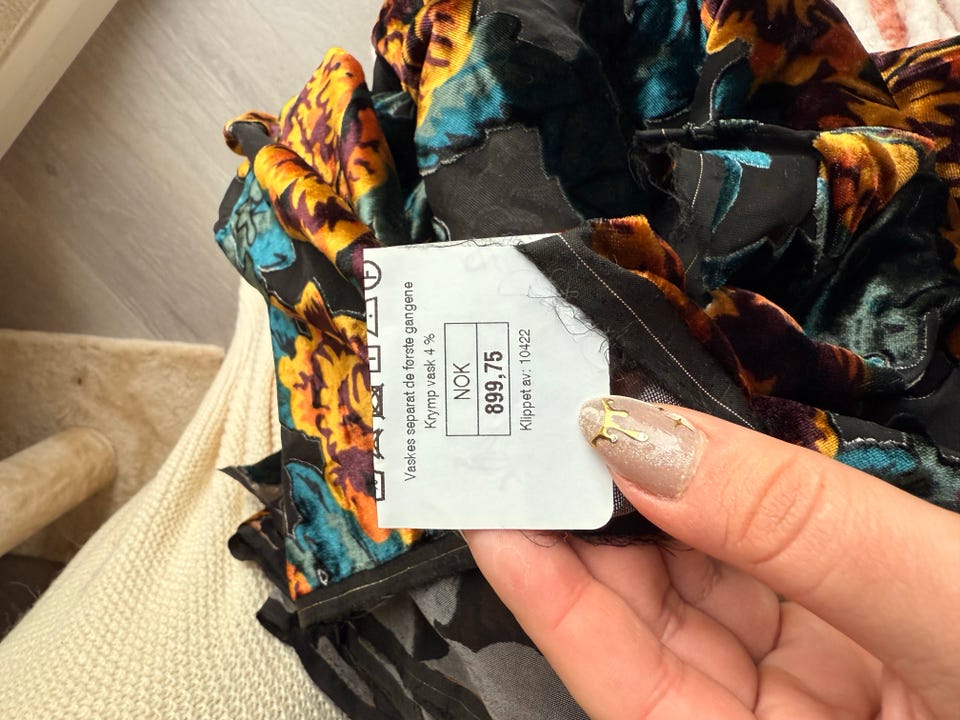 Vaskes separat de første gangene
Krymp vask 4 %
NOK
899,75
Klippet av: 10422